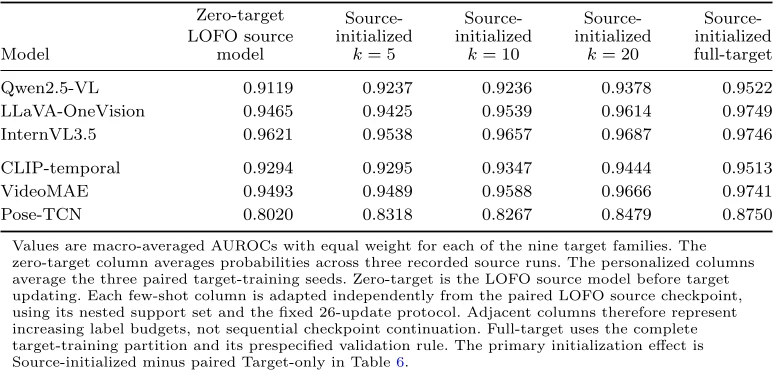 Model Zero-target LOFO source model Source-initialized k = 5 Source-initialized k = 10 Source-initialized k = 20 Source-initialized full-target
Qwen2.5-VL 0.9119 0.9237 0.9236 0.9378 0.9522
LLaVA-OneVision 0.9465 0.9425 0.9539 0.9614 0.9749
InternVL3.5 0.9621 0.9538 0.9657 0.9687 0.9746
CLIP-temporal 0.9294 0.9295 0.9347 0.9444 0.9513
VideoMAE 0.9493 0.9489 0.9588 0.9666 0.9741
Pose-TCN 0.8020 0.8318 0.8267 0.8479 0.8750
Values are macro-averaged AUROCs with equal weight for each of the nine target families. The
zero-target column averages probabilities across three recorded source runs. The personalized columns
average the three paired target-training seeds. Zero-target is the LOFO source model before target
updating. Each few-shot column is adapted independently from the paired LOFO source checkpoint,
using its nested support set and the fixed 26-update protocol. Adjacent columns therefore represent
increasing label budgets, not sequential checkpoint continuation. Full-target uses the complete
target-training partition and its prespecified validation rule. The primary initialization effect is
Source-initialized minus paired Target-only in Table 6.